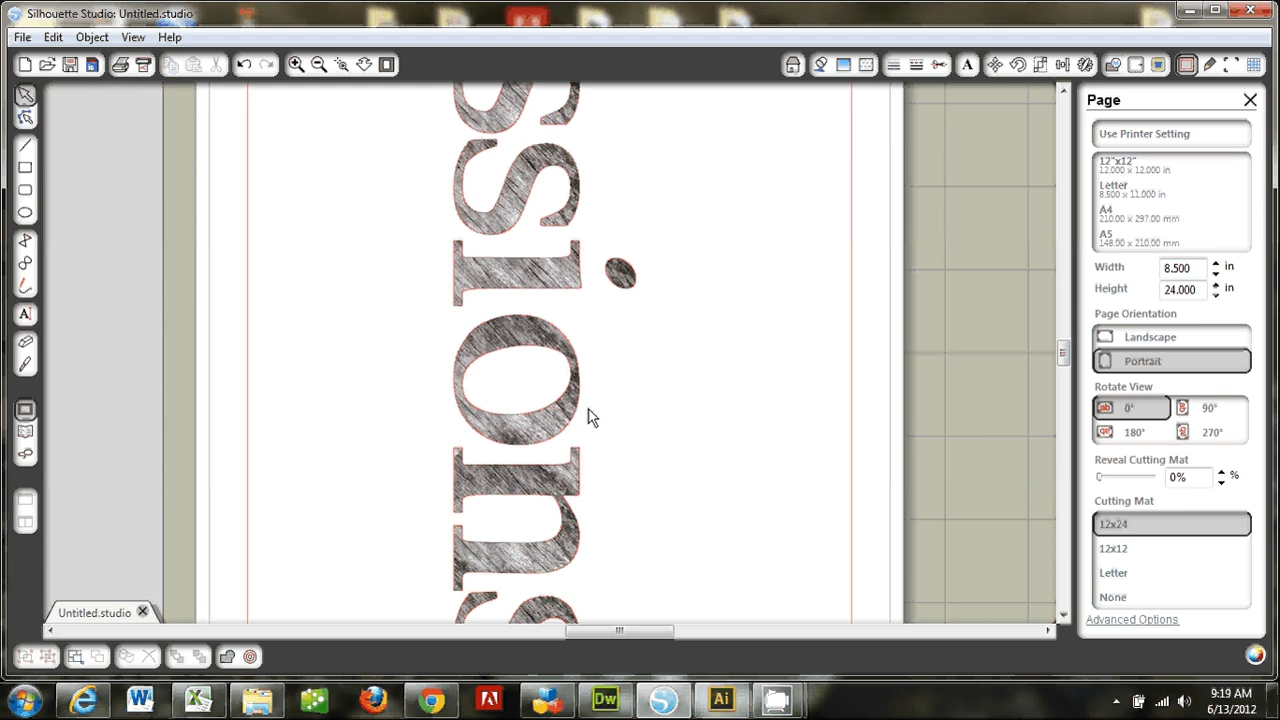 Silhouette Studio: Untitled.studio
File Edit Object View Help
Page
Use Printer Setting
12"x12"
12.000 x 12.000 in
Letter
8.500 x 11.000 in
A4
210.00 x 297.00 mm
A5
148.00 x 210.00 mm
Width 8.500 in
Height 24.000 in
Page Orientation
Landscape
Portrait
Rotate View
0° 90°
180° 270°
Reveal Cutting Mat
0% %
Cutting Mat
12x24
12x12
Letter
None
Advanced Options
ssions
Untitled.studio
Dw Ai
9:19 AM
6/13/2012